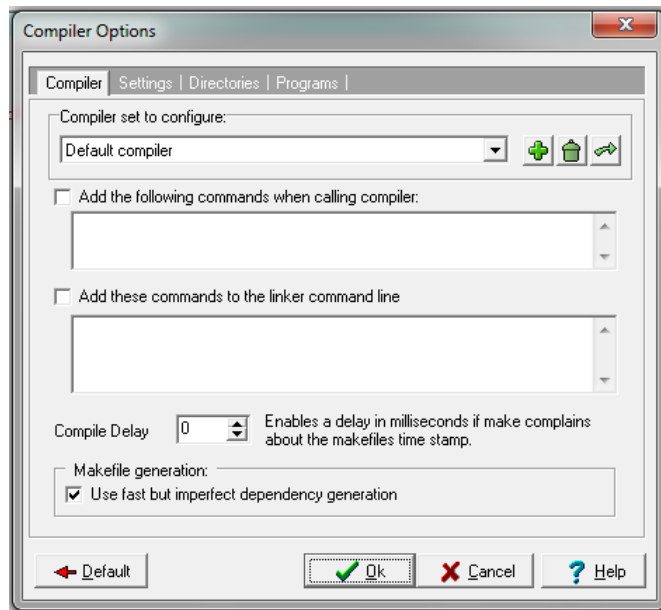 Compiler Options
Compiler Settings | Directories | Programs |
Compiler set to configure:
Default compiler
Add the following commands when calling compiler:
Add these commands to the linker command line
Compile Delay 0 Enables a delay in milliseconds if make complains
about the makefiles time stamp.
Makefile generation:
Use fast but imperfect dependency generation
Default Ok Cancel Help